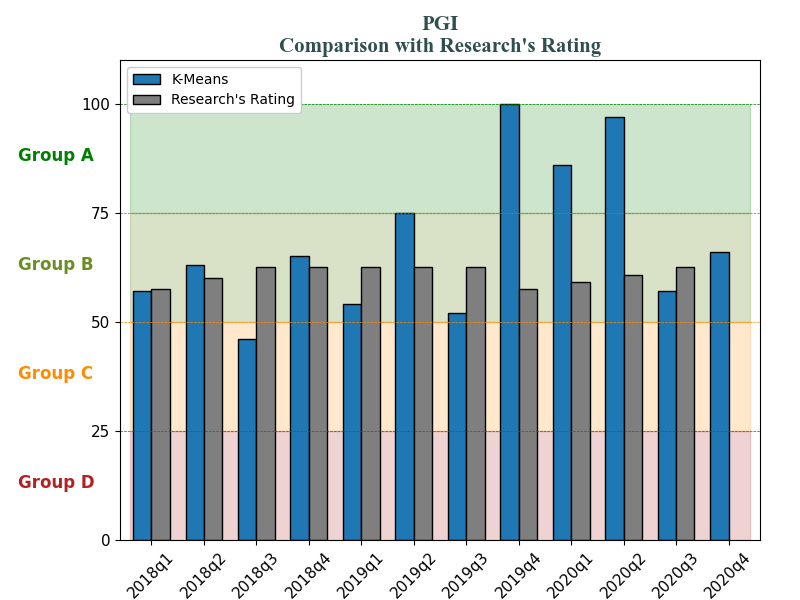 PGI
Comparison with Research's Rating
K-Means
Research's Rating
100
Group A
75
Group B
50
Group C
25
Group D
0
2018q1
2018q2
2018q3
2018q4
2019q1
2019q2
2019q3
2019q4
2020q1
2020q2
2020q3
2020q4